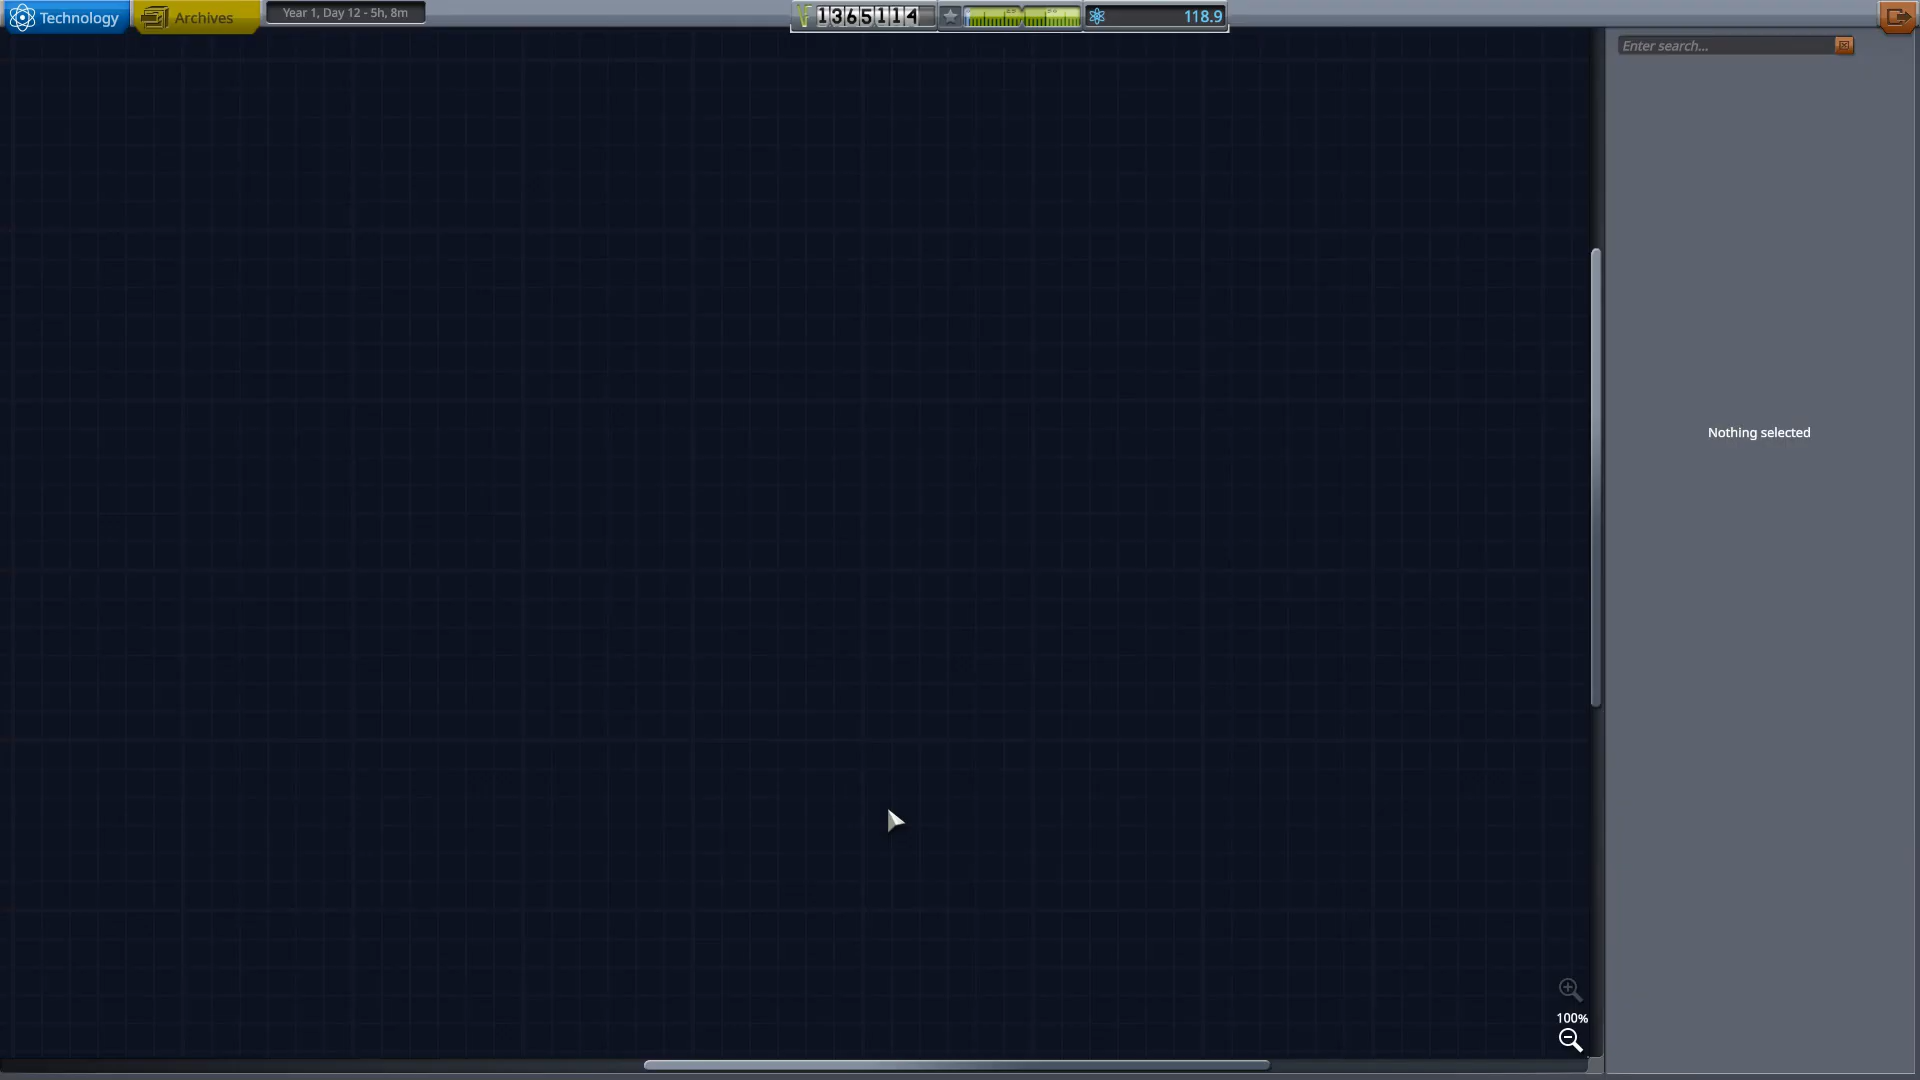 Technology
Archives
Year 1, Day 12 - 5h, 8m
1365114
118.9
Enter search...
Nothing selected
100%